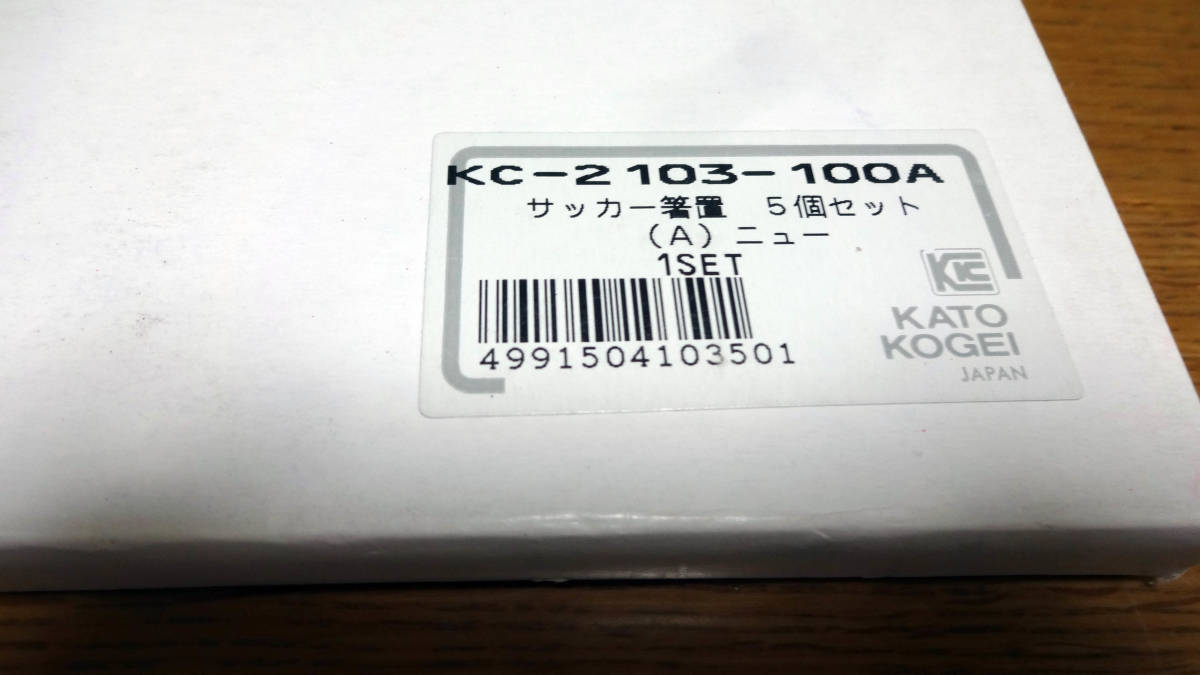 KC-2103-100A
サッカー箸置　5個セット
(A) ニュー
1SET
4991504103501
KC
KATO
KOGEI
JAPAN